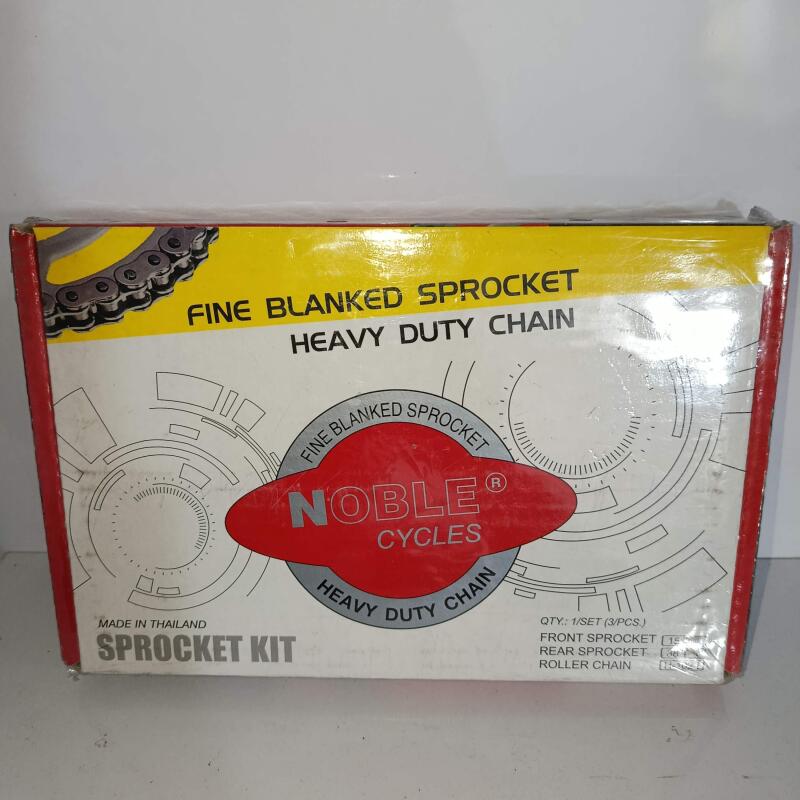 FINE BLANKED SPROCKET
HEAVY DUTY CHAIN
FINE BLANKED SPROCKET
NOBLE®
CYCLES
HEAVY DUTY CHAIN
MADE IN THAILAND
SPROCKET KIT
QTY.: 1/SET (3/PCS.)
FRONT SPROCKET
REAR SPROCKET
ROLLER CHAIN